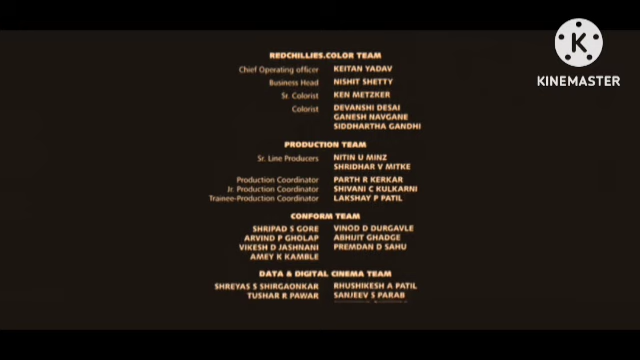 REDCHILLIES.COLOR TEAM
Chief Operating officer KEITAN YADAV
Business Head NISHIT SHETTY
Sr. Colorist KEN METZKER
Colorist DEVANSHI DESAI
GANESH NAVGANE
SIDDHARTHA GANDHI
PRODUCTION TEAM
Sr. Line Producers NITIN U MINZ
SHRIDHAR V MITKE
Production Coordinator PARTH R KERKAR
Jr. Production Coordinator SHIVANI C KULKARNI
Trainee-Production Coordinator LAKSHAY P PATIL
CONFORM TEAM
SHRIPAD S GORE VINOD D DURGAVLE
ARVIND P GHOLAP ABHIJIT GHADGE
VIKESH D JASHNANI PREMDAN D SAHU
AMEY K KAMBLE
DATA & DIGITAL CINEMA TEAM
SHREYAS S SHIRGAONKAR RHUSHIKESH A PATIL
TUSHAR R PAWAR SANJEEV S PARAB
K
KINEMASTER